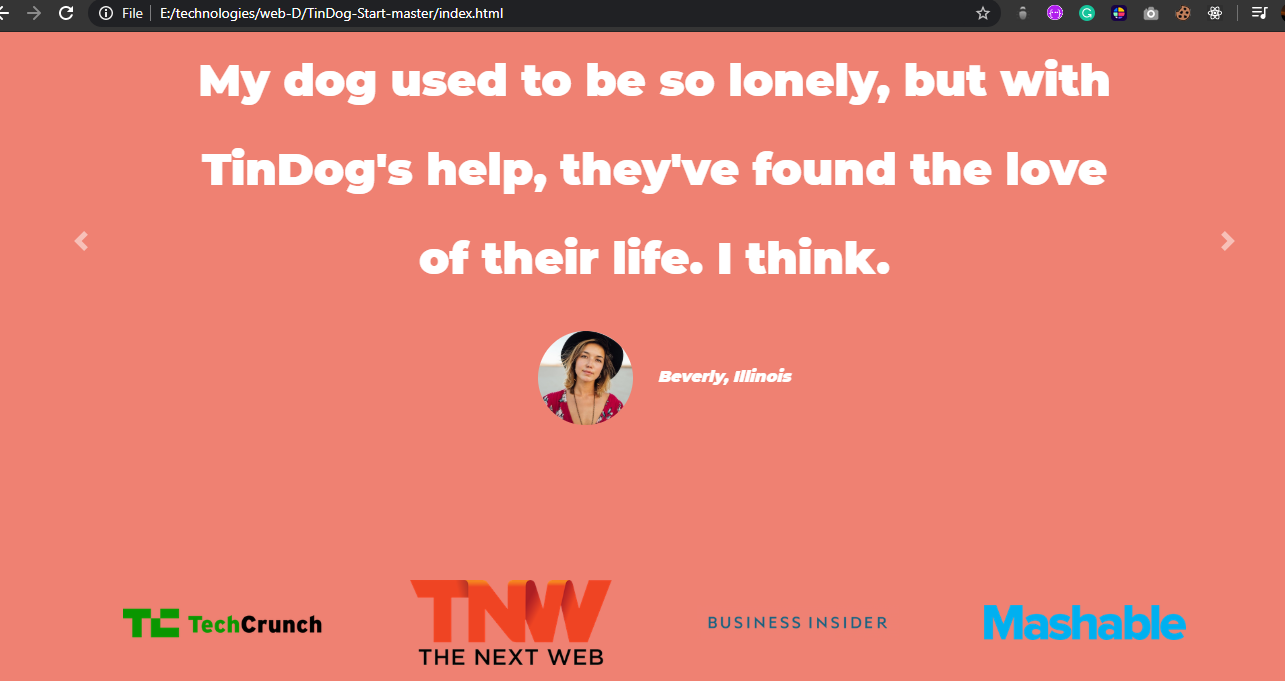 File
E:/technologies/web-D/TinDog-Start-master/index.html
My dog used to be so lonely, but with
TinDog's help, they've found the love
of their life. I think.
Beverly, Illinois
TC TechCrunch
TNW
THE NEXT WEB
BUSINESS INSIDER
Mashable